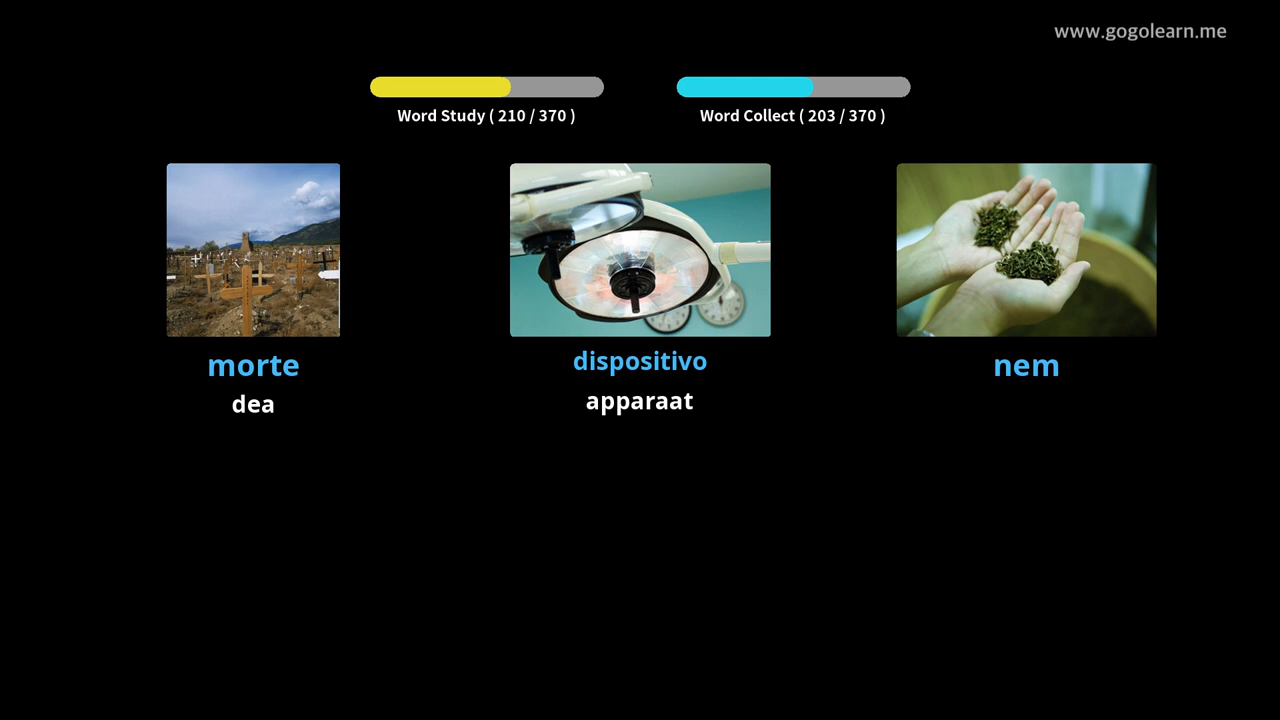 www.gogolearn.me
Word Study ( 210 / 370 )
Word Collect ( 203 / 370 )
morte
dea
dispositivo
apparaat
nem